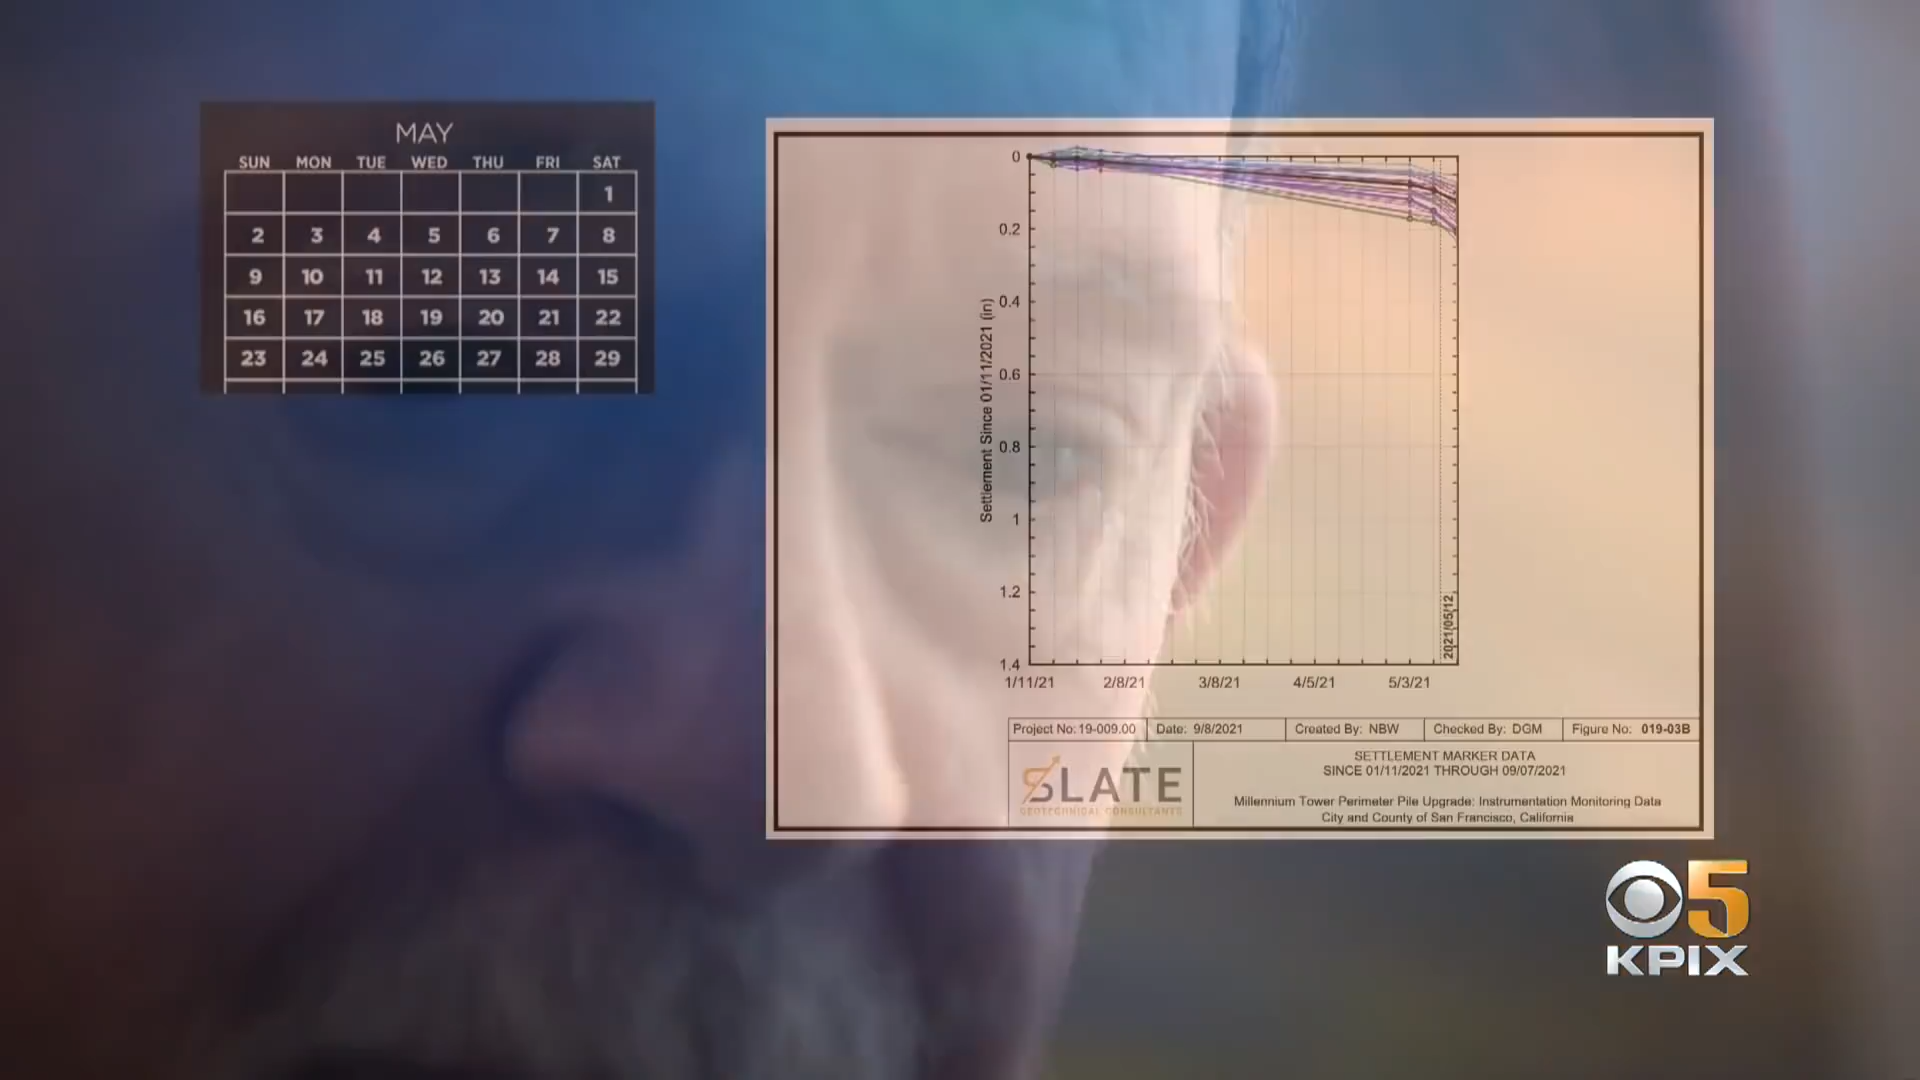 MAY
SUN MON TUE WED THU FRI SAT
1
2 3 4 5 6 7 8
9 10 11 12 13 14 15
16 17 18 19 20 21 22
23 24 25 26 27 28 29
Settlement Since 01/11/2021 (in)
0
0.2
0.4
0.6
0.8
1
1.2
1.4
2021/05/12
1/11/21 2/8/21 3/8/21 4/5/21 5/3/21
Project No: 19-009.00 Date: 9/8/2021 Created By: NBW Checked By: DGM Figure No: 019-03B
SLATE
GEOTECHNICAL CONSULTANTS
SETTLEMENT MARKER DATA
SINCE 01/11/2021 THROUGH 09/07/2021
Millennium Tower Perimeter Pile Upgrade: Instrumentation Monitoring Data
City and County of San Francisco, California
5
KPIX